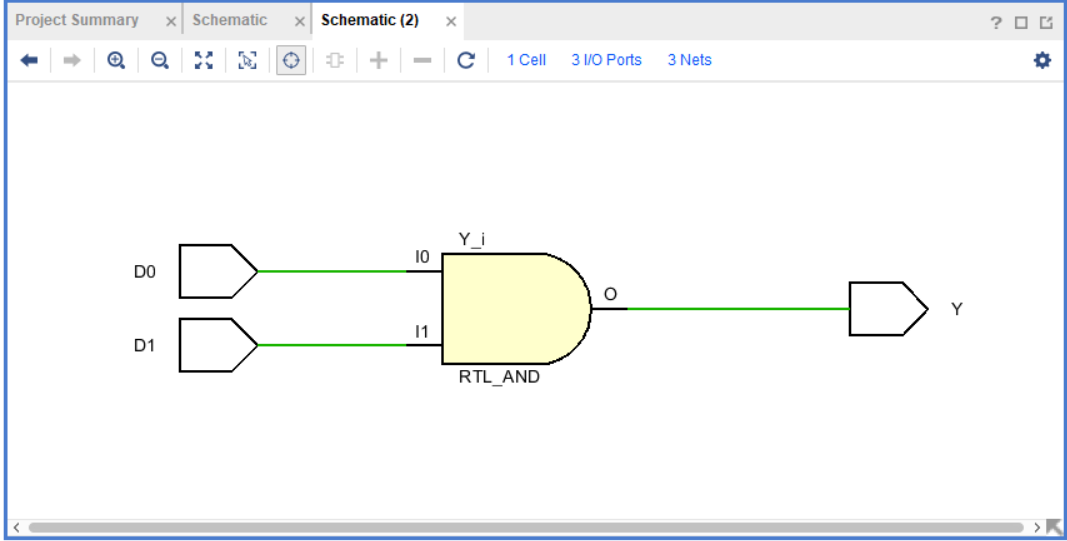 Project Summary × Schematic × Schematic (2) × ?
1 Cell 3 I/O Ports 3 Nets
Y_i
I0
D0
O
Y
I1
D1
RTL_AND